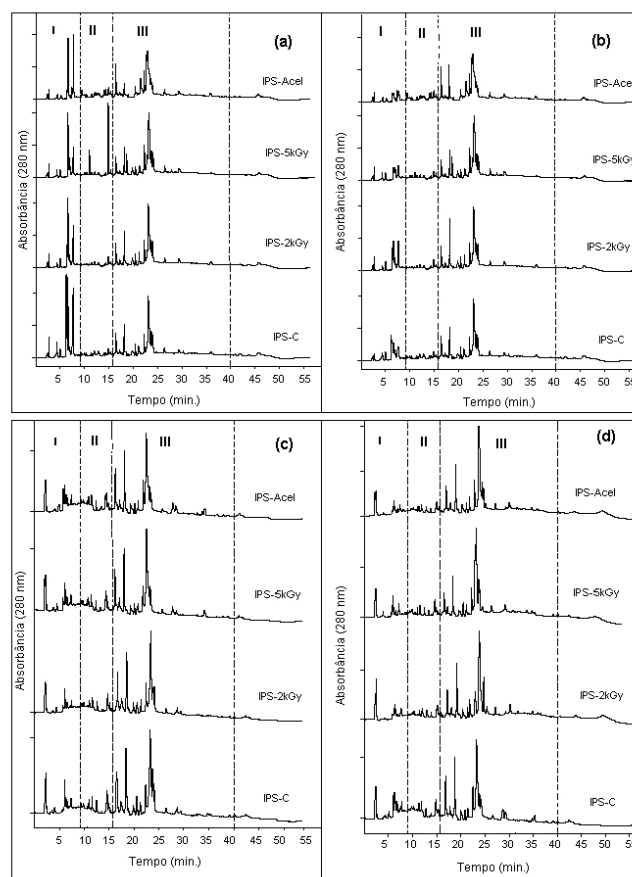 I II III (a)
IPS-Acel
IPS-5kGy
IPS-2kGy
IPS-C
Absorbância (280 nm)
5 10 15 20 25 30 35 40 45 50 55
Tempo (min.)
I II III (b)
IPS-Acel
IPS-5kGy
IPS-2kGy
IPS-C
Absorbância (280 nm)
5 10 15 20 25 30 35 40 45 50 55
Tempo (min.)
I II III (c)
IPS-Acel
IPS-5kGy
IPS-2kGy
IPS-C
Absorbância (280 nm)
5 10 15 20 25 30 35 40 45 50 55
Tempo (min.)
I II III (d)
IPS-Acel
IPS-5kGy
IPS-2kGy
IPS-C
Absorbância (280 nm)
5 10 15 20 25 30 35 40 45 50 55
Tempo (min.)